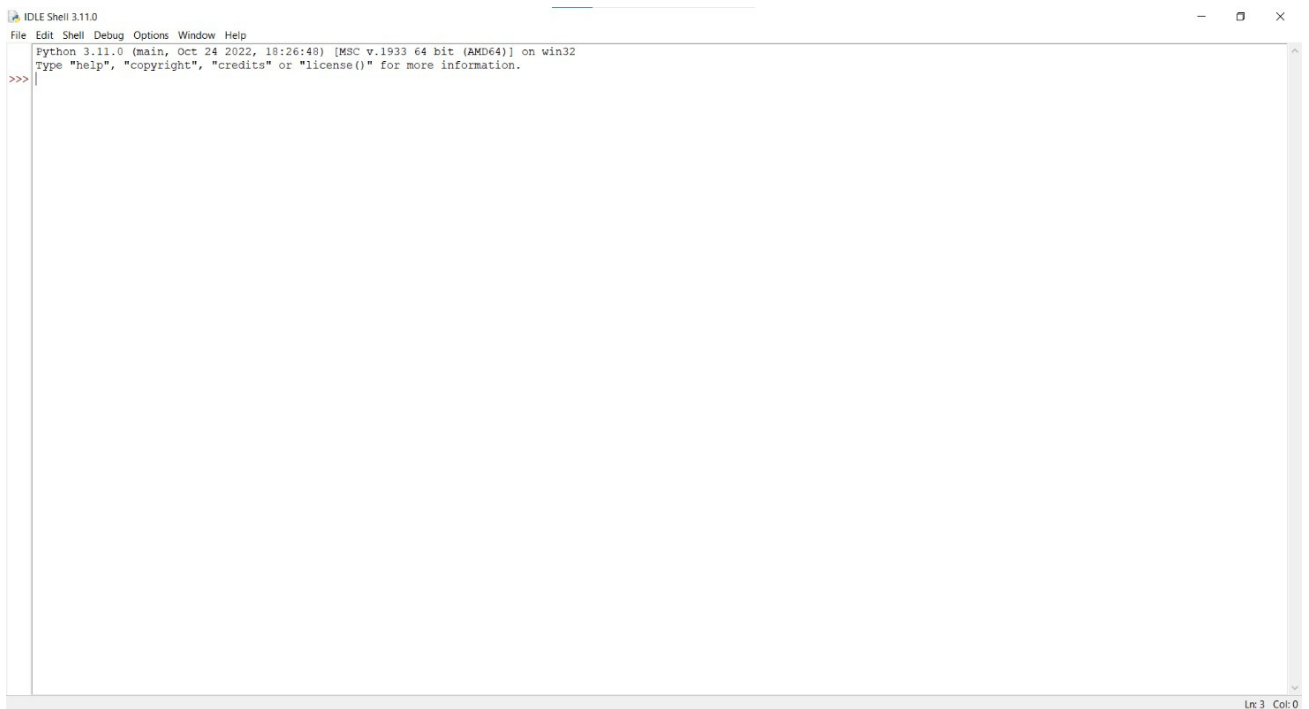 IDLE Shell 3.11.0
File Edit Shell Debug Options Window Help
Python 3.11.0 (main, Oct 24 2022, 18:26:48) [MSC v.1933 64 bit (AMD64)] on win32
Type "help", "copyright", "credits" or "license()" for more information.
>>>
Ln: 3 Col: 0